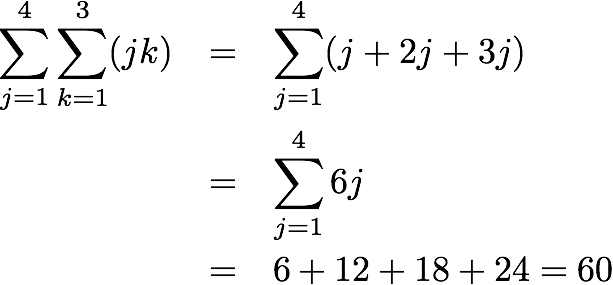 \sum_{j=1}^{4} \sum_{k=1}^{3} (jk) = \sum_{j=1}^{4} (j + 2j + 3j)
= \sum_{j=1}^{4} 6j
= 6 + 12 + 18 + 24 = 60